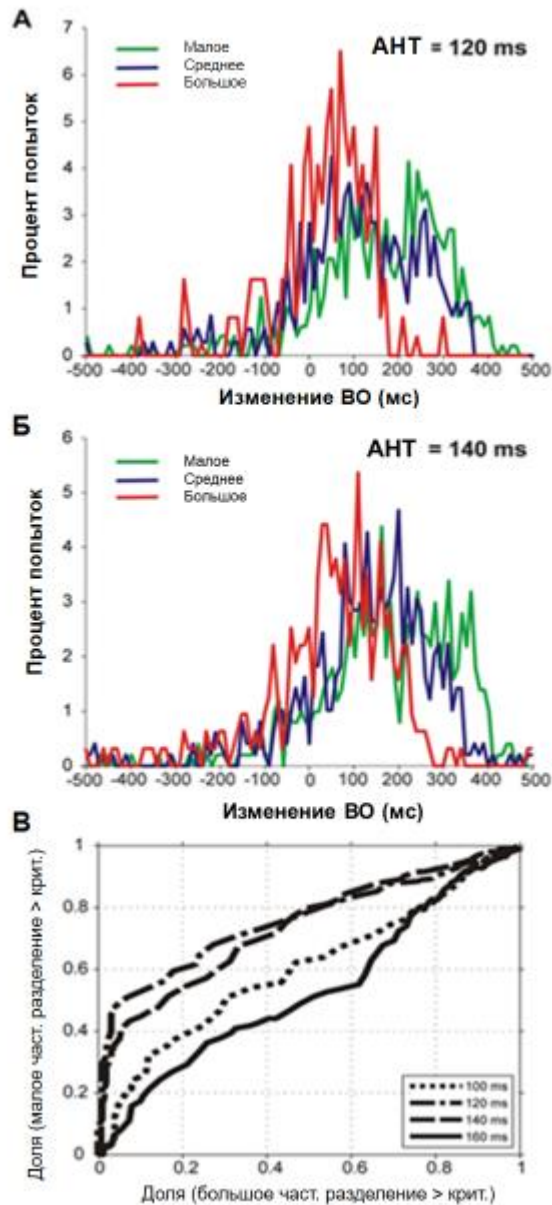 А
АНТ = 120 ms
Малое
Среднее
Большое
Процент попыток
7
6
5
4
3
2
1
0
-500 -400 -300 -200 -100 0 100 200 300 400 500
Изменение ВО (мс)
Б
АНТ = 140 ms
Малое
Среднее
Большое
Процент попыток
6
5
4
3
2
1
0
-500 -400 -300 -200 -100 0 100 200 300 400 500
Изменение ВО (мс)
В
Доля (малое част. разделение > крит.)
1
0.8
0.6
0.4
0.2
0
100 ms
120 ms
140 ms
160 ms
0 0.2 0.4 0.6 0.8 1
Доля (большое част. разделение > крит.)